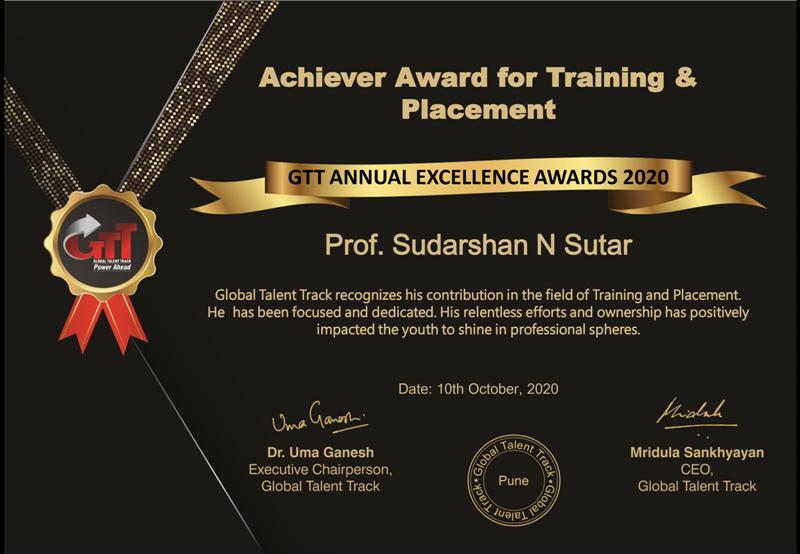 Achiever Award for Training &
Placement
GTT ANNUAL EXCELLENCE AWARDS 2020
Prof. Sudarshan N Sutar
GTT
GLOBAL TALENT TRACK
Power Ahead
Global Talent Track recognizes his contribution in the field of Training and Placement.
He has been focused and dedicated. His relentless efforts and ownership has positively
impacted the youth to shine in professional spheres.
Date: 10th October, 2020
Uma Ganesh
Dr. Uma Ganesh
Executive Chairperson,
Global Talent Track
Global Talent Track
Pune
Global Talent Track
Mridula
Mridula Sankhyayan
CEO,
Global Talent Track